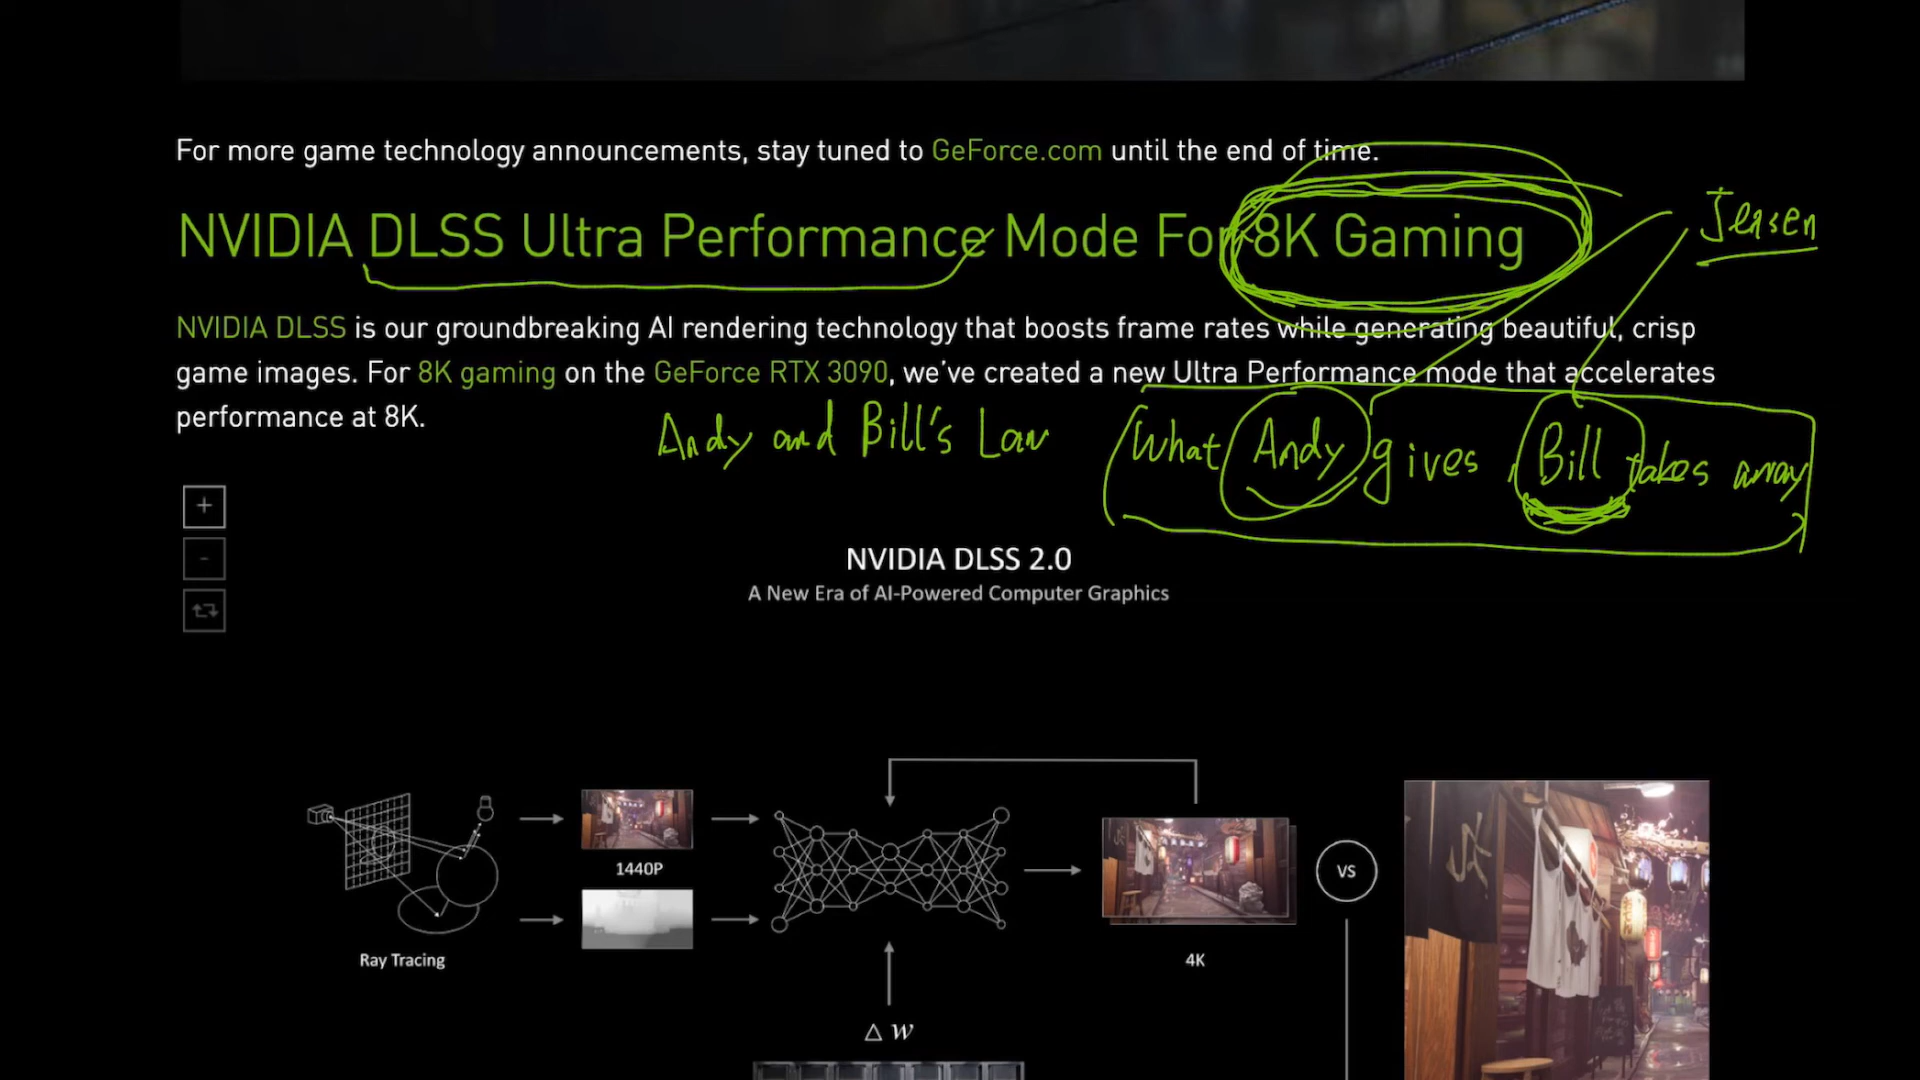 For more game technology announcements, stay tuned to GeForce.com until the end of time.
NVIDIA DLSS Ultra Performance Mode For 8K Gaming
Jensen
NVIDIA DLSS is our groundbreaking AI rendering technology that boosts frame rates while generating beautiful, crisp
game images. For 8K gaming on the GeForce RTX 3090, we've created a new Ultra Performance mode that accelerates
performance at 8K.
Andy and Bill's Law (What Andy gives, Bill takes away)
NVIDIA DLSS 2.0
A New Era of AI-Powered Computer Graphics
1440P
VS
Ray Tracing
4K
△ w